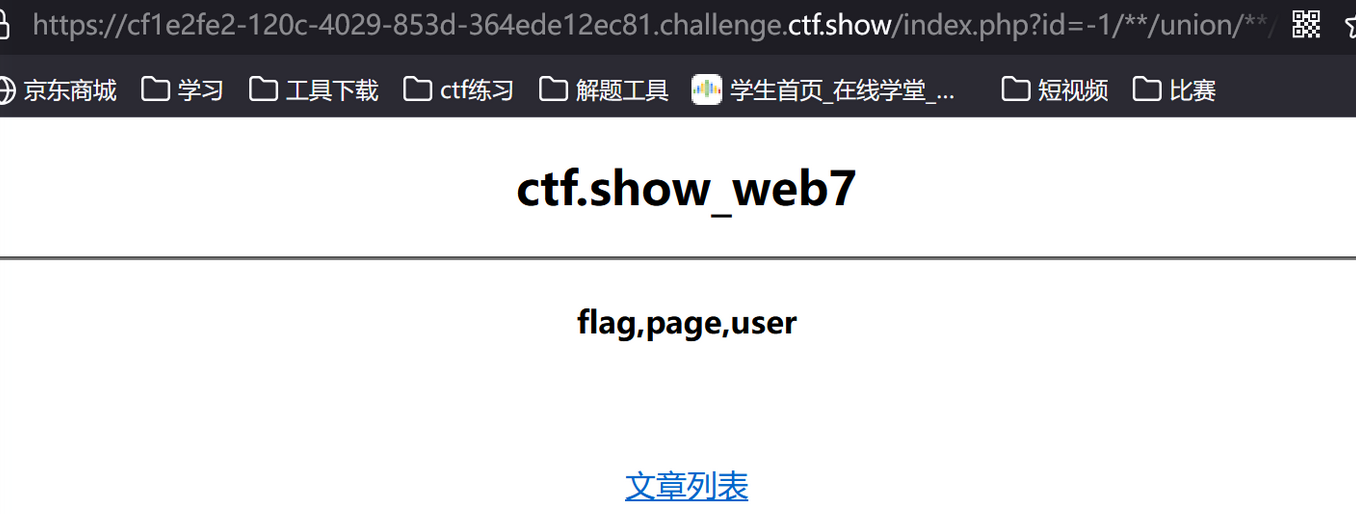 https://cf1e2fe2-120c-4029-853d-364ede12ec81.challenge.ctf.show/index.php?id=-1/**/union/**/
京东商城 学习 工具下载 ctf练习 解题工具 学生首页_在线学堂_... 短视频 比赛
ctf.show_web7
flag,page,user
文章列表